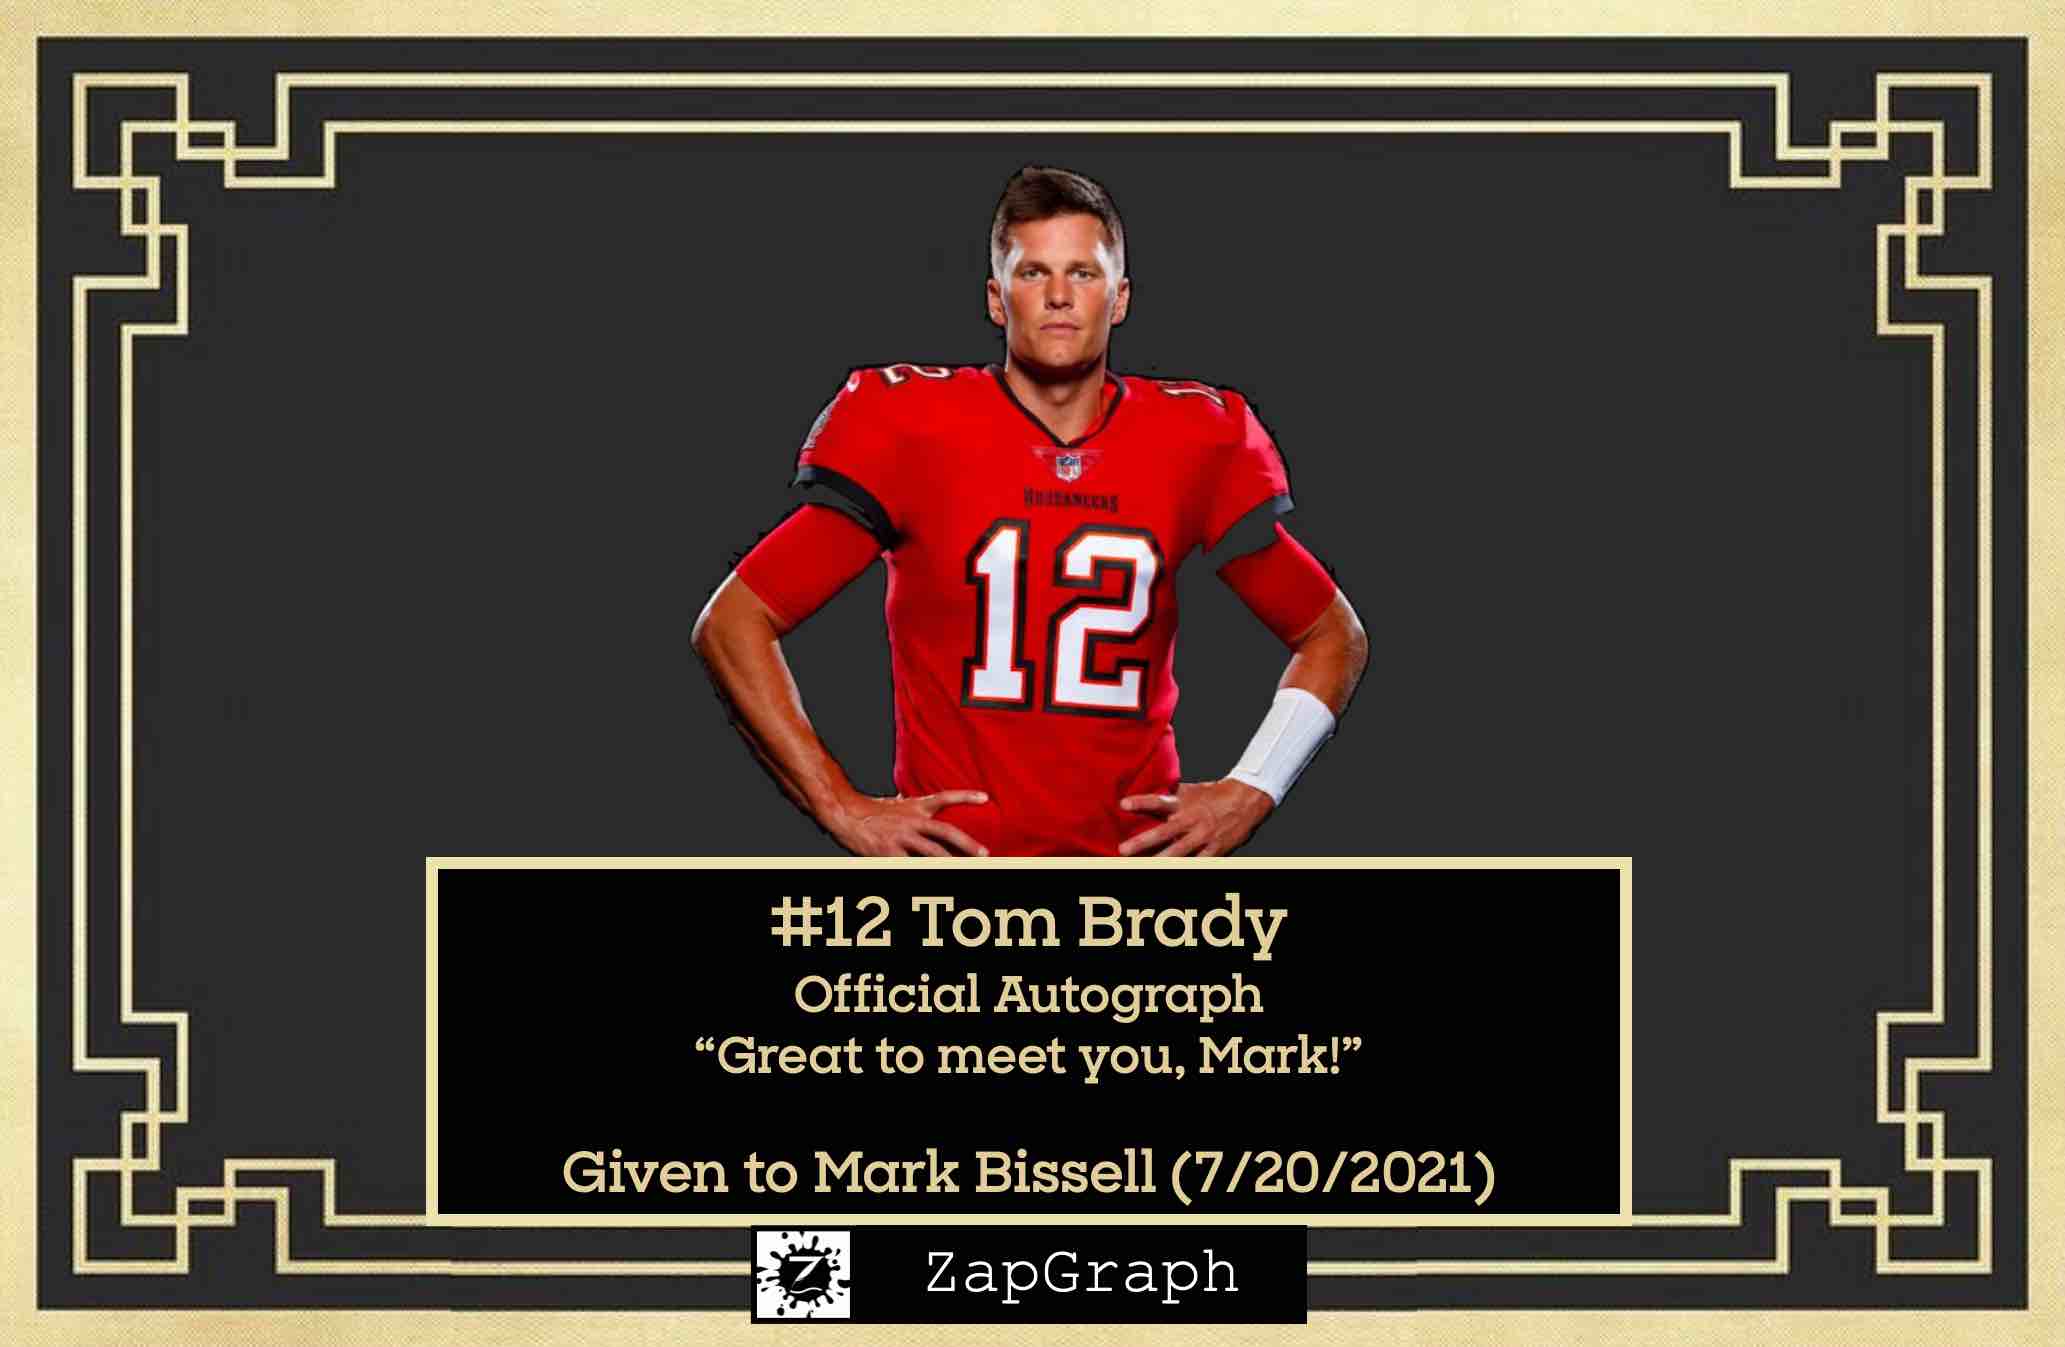 12
BUCCANEERS
12
#12 Tom Brady
Official Autograph
“Great to meet you, Mark!”
Given to Mark Bissell (7/20/2021)
Z
ZapGraph